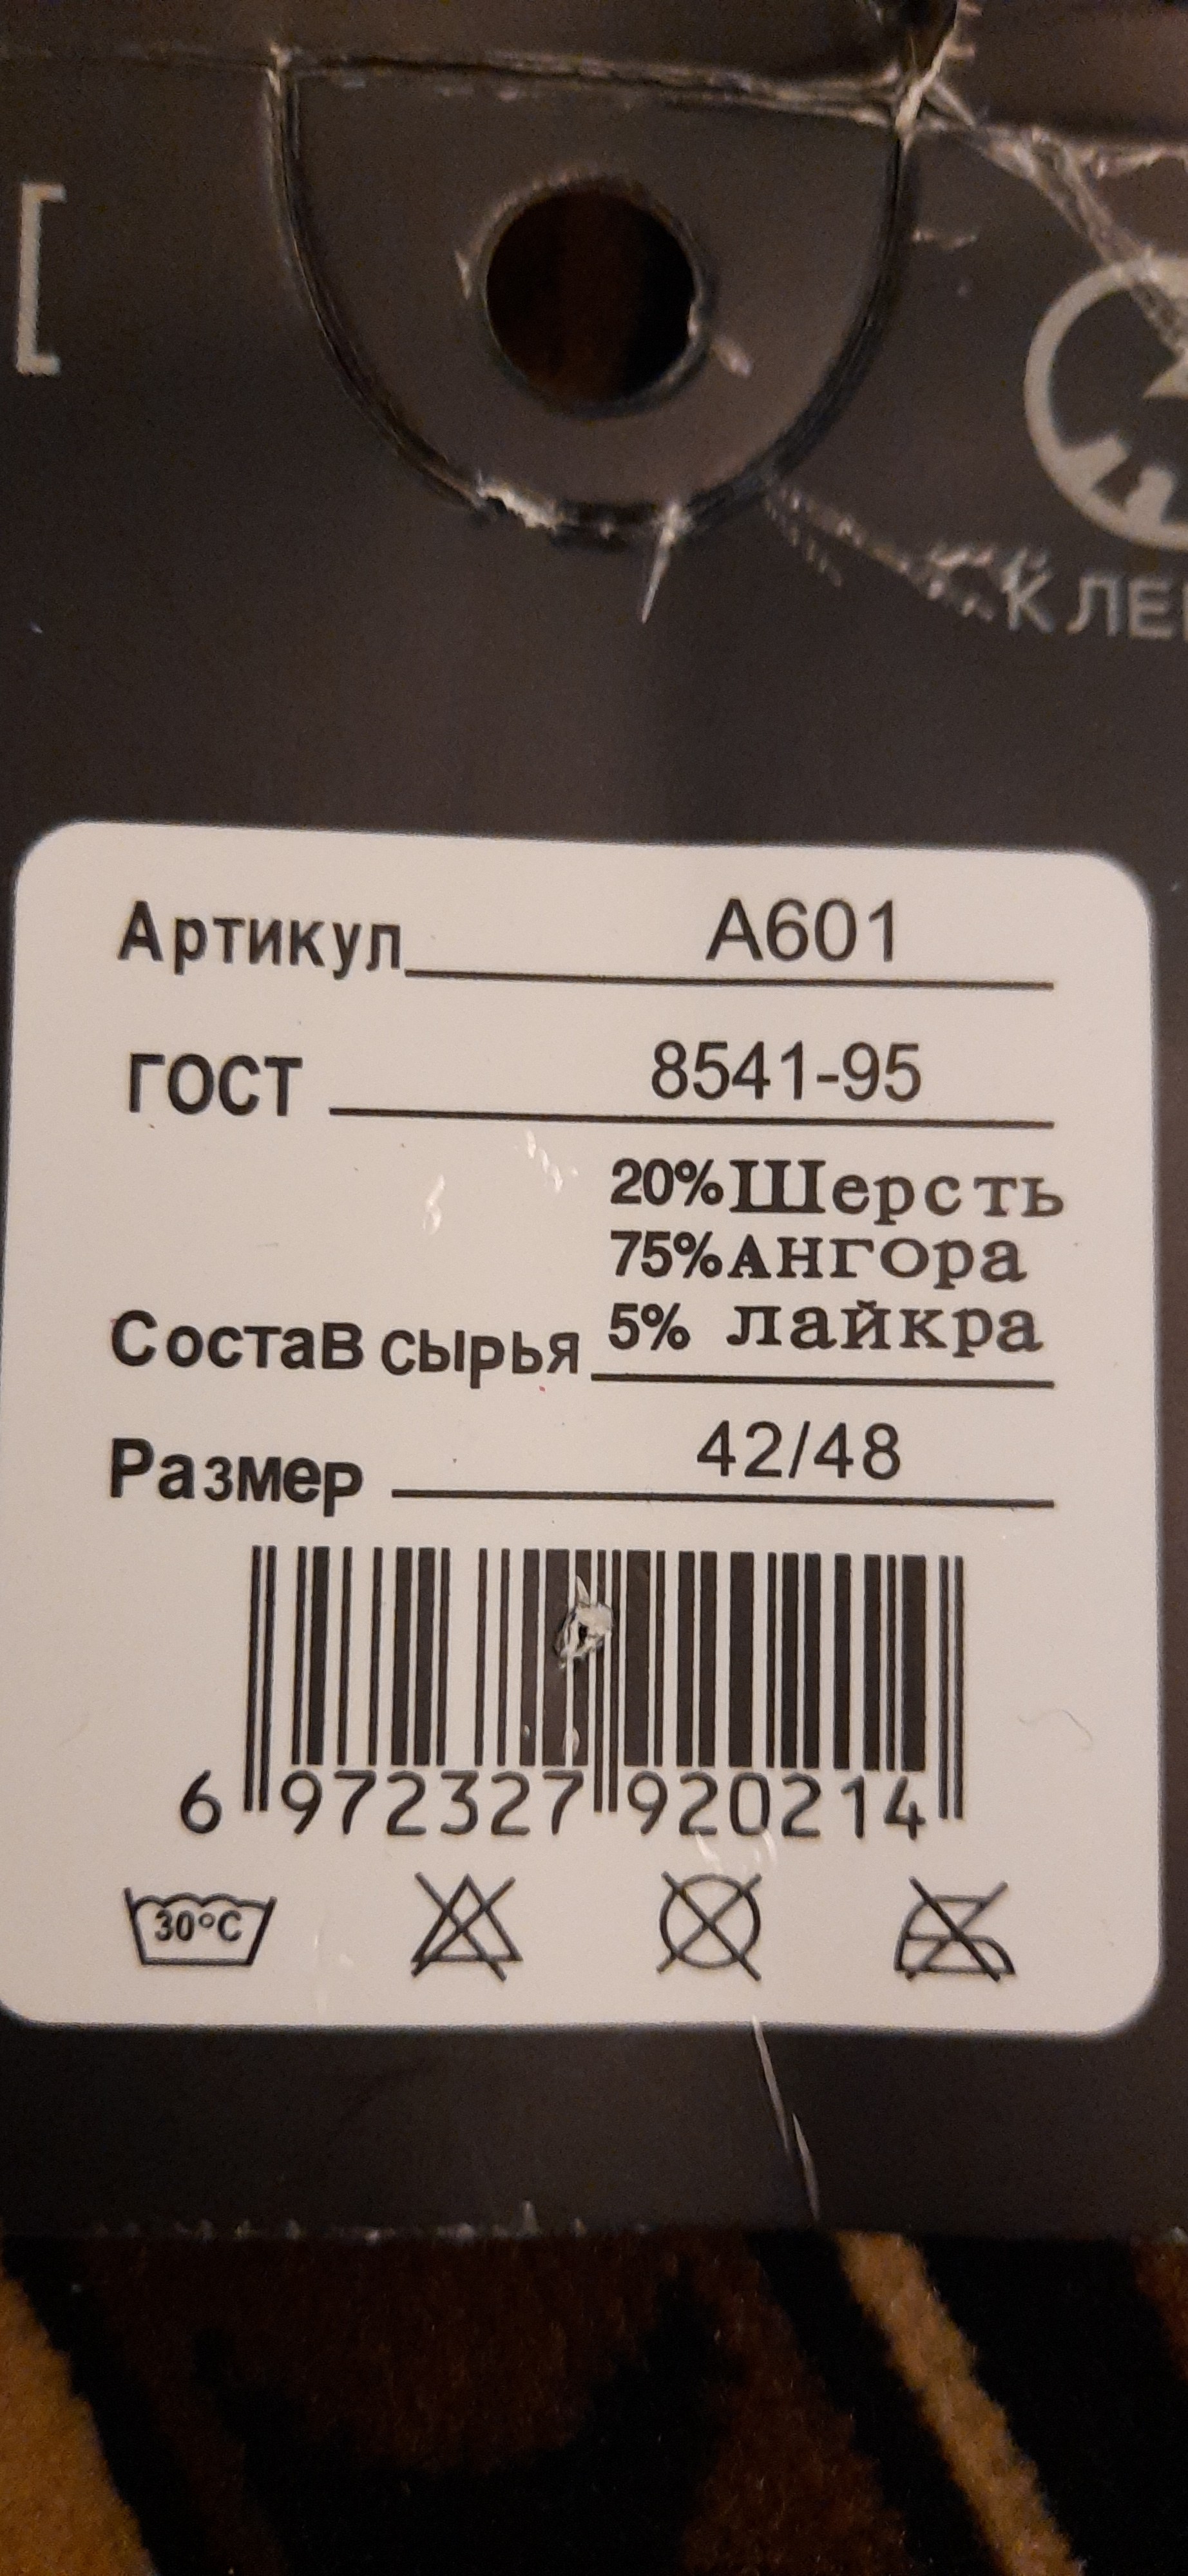 Артикул А601
ГОСТ 8541-95
20%Шерсть
75%Ангора
Состав сырья 5% лайкра
Размер 42/48
6 972327 920214
30°C